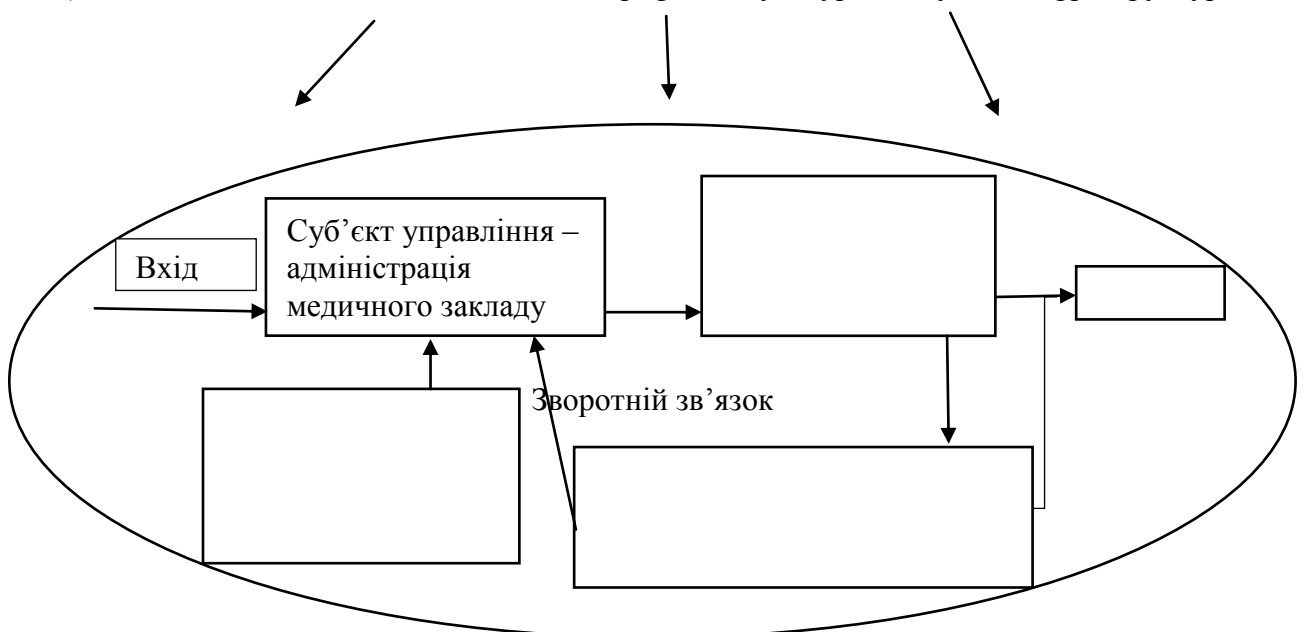 Вхід
Суб’єкт управління –
адміністрація
медичного закладу
Зворотній зв’язок